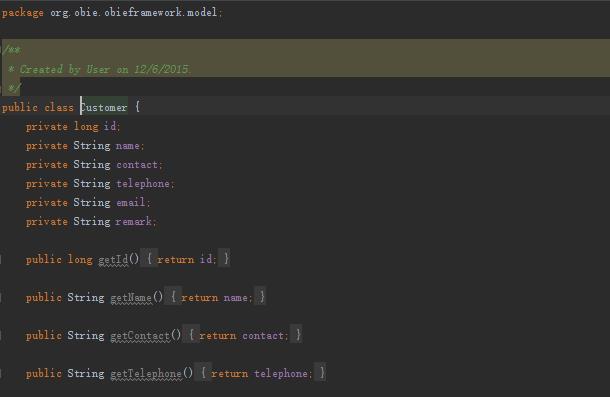 package org.obie.obieframework.model;
/**
 * Created by User on 12/6/2015.
 */
public class Customer {
    private long id;
    private String name;
    private String contact;
    private String telephone;
    private String email;
    private String remark;
    public long getId() { return id; }
    public String getName() { return name; }
    public String getContact() { return contact; }
    public String getTelephone() { return telephone; }